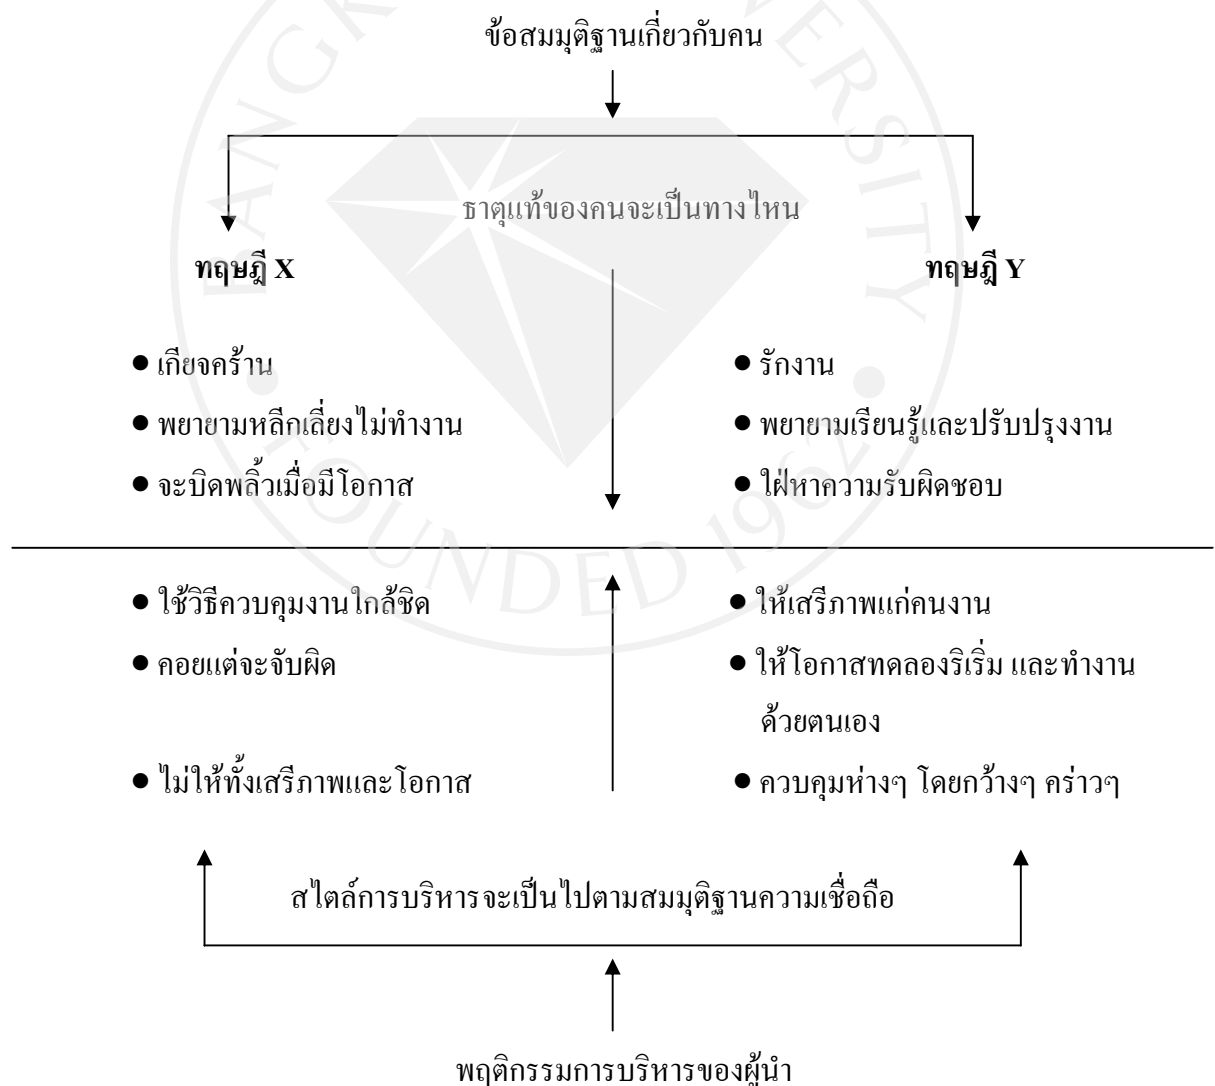 ข้อสมมุติฐานเกี่ยวกับคน
ธาตุแท้ของคนจะเป็นทางไหน
ทฤษฎี X
ทฤษฎี Y
● เกียจคร้าน
● รักงาน
● พยายามหลีกเลี่ยงไม่ทำงาน
● พยายามเรียนรู้และปรับปรุงงาน
● จะบิดพลิ้วเมื่อมีโอกาส
● ใฝ่หาความรับผิดชอบ
● ใช้วิธีควบคุมงานใกล้ชิด
● ให้เสรีภาพแก่คนงาน
● คอยแต่จะจับผิด
● ให้โอกาสทดลองริเริ่ม และทำงาน
ด้วยตนเอง
● ไม่ให้ทั้งเสรีภาพและโอกาส
● ควบคุมห่างๆ โดยกว้างๆ คร่าวๆ
สไตล์การบริหารจะเป็นไปตามสมมุติฐานความเชื่อถือ
พฤติกรรมการบริหารของผู้นำ
FOUNDED 1962